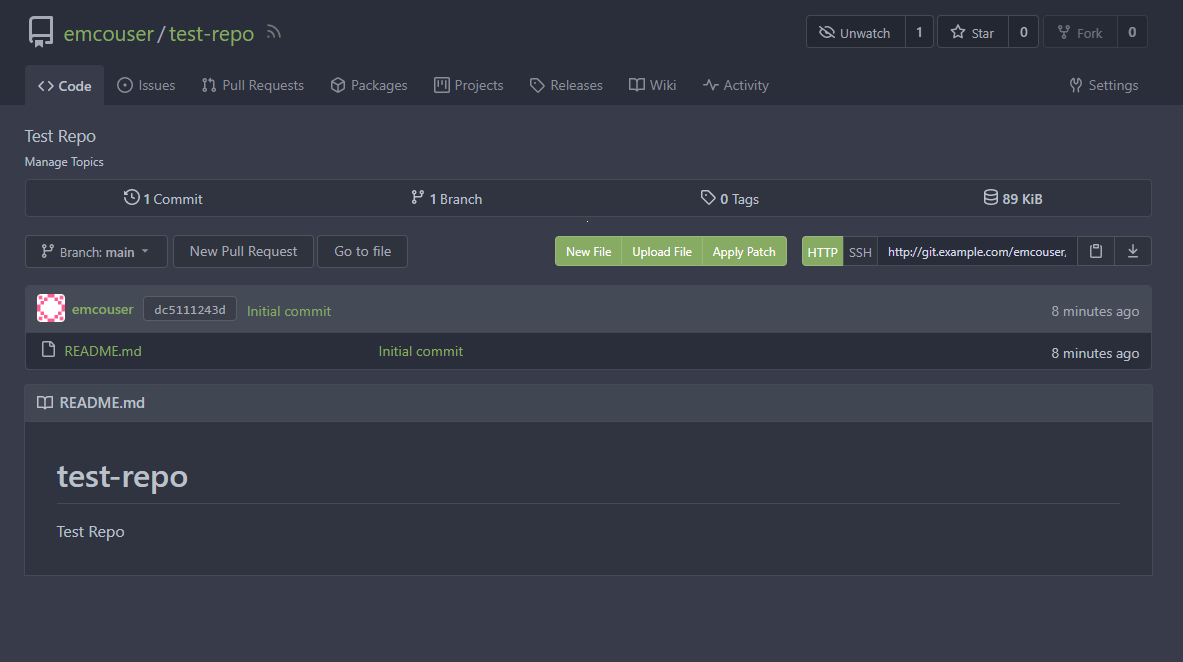 emcouser / test-repo
Unwatch 1 Star 0 Fork 0
Code Issues Pull Requests Packages Projects Releases Wiki Activity Settings
Test Repo
Manage Topics
1 Commit 1 Branch 0 Tags 89 KiB
Branch: main New Pull Request Go to file New File Upload File Apply Patch HTTP SSH http://git.example.com/emcouser,
emcouser dc5111243d Initial commit 8 minutes ago
README.md Initial commit 8 minutes ago
README.md
test-repo
Test Repo